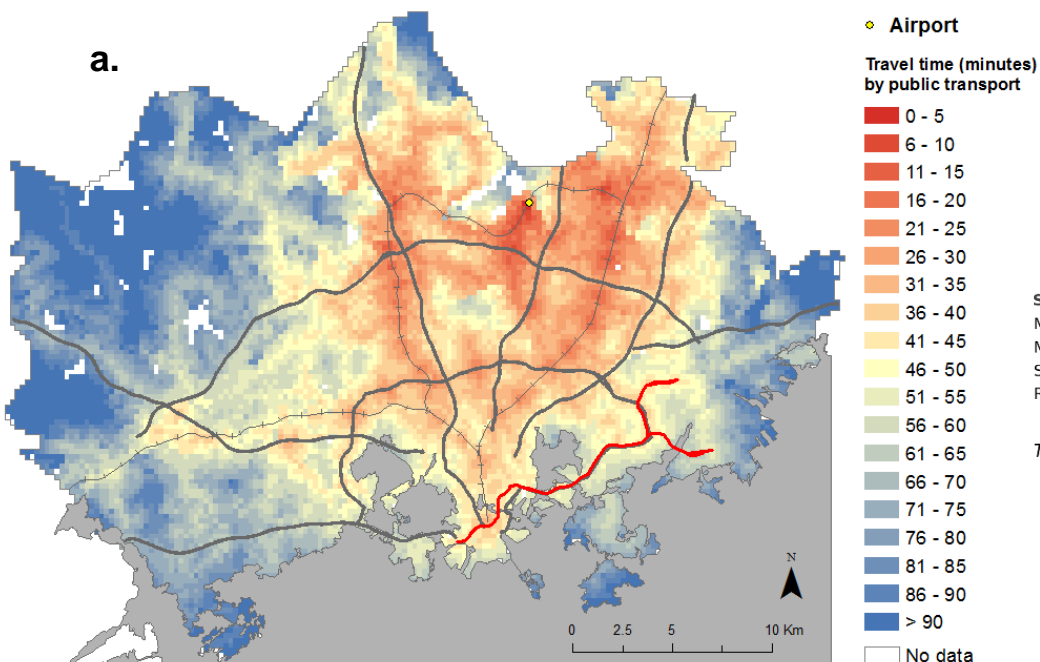 a.
Airport
Travel time (minutes)
by public transport
0 - 5
6 - 10
11 - 15
16 - 20
21 - 25
26 - 30
31 - 35
36 - 40
41 - 45
46 - 50
51 - 55
56 - 60
61 - 65
66 - 70
71 - 75
76 - 80
81 - 85
86 - 90
> 90
No data
S
M
M
S
F
T
N
0 2.5 5 10 Km